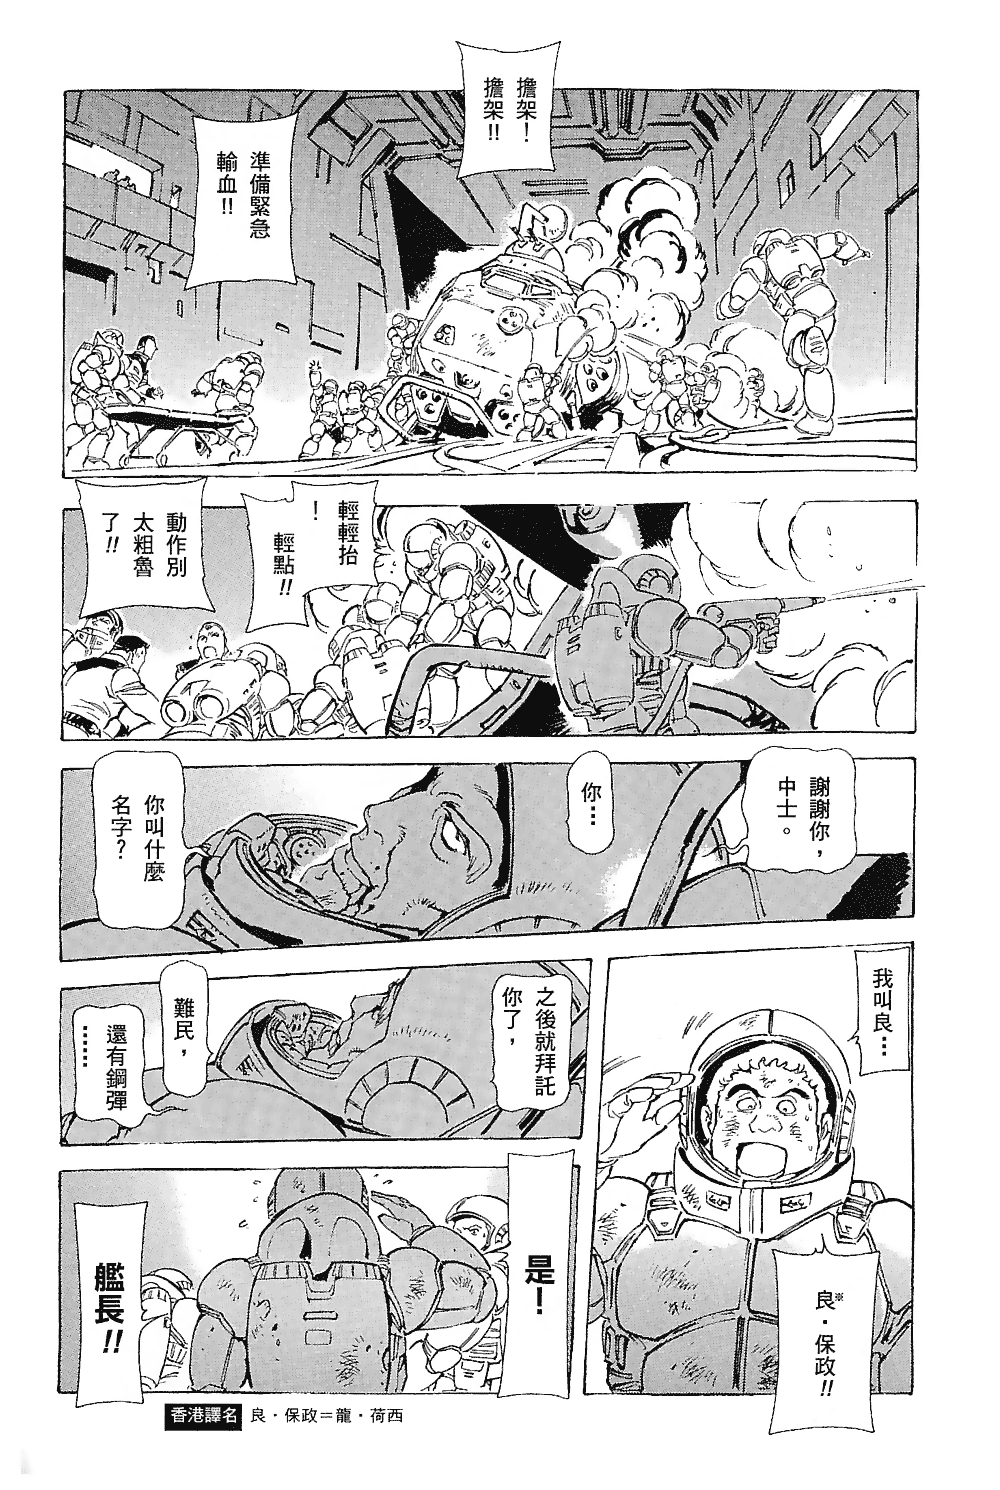 擔架！
擔架!!
準備緊急
輸血!!
輕輕抬
！
輕點!!
動作別
太粗魯
了!!
謝謝你，
中士。
你…
你叫什麼
名字？
我叫良…
良※・保政!!
之後就拜託
你了，
難民，
還有鋼彈
……
是！
艦長!!
香港譯名 良・保政＝龍・荷西